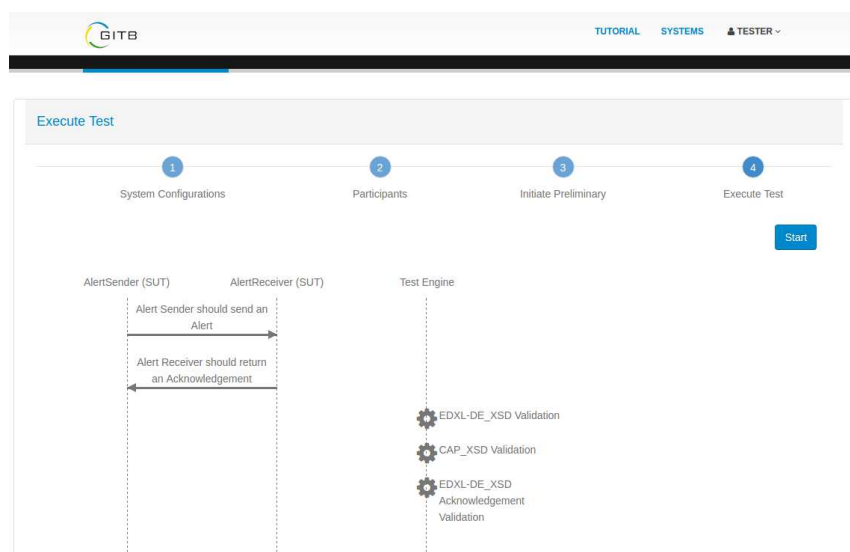 GITB
TUTORIAL SYSTEMS TESTER
Execute Test
1 2 3 4
System Configurations Participants Initiate Preliminary Execute Test
Start
AlertSender (SUT) AlertReceiver (SUT) Test Engine
Alert Sender should send an
Alert
Alert Receiver should return
an Acknowledgement
EDXL-DE_XSD Validation
CAP_XSD Validation
EDXL-DE_XSD
Acknowledgement
Validation